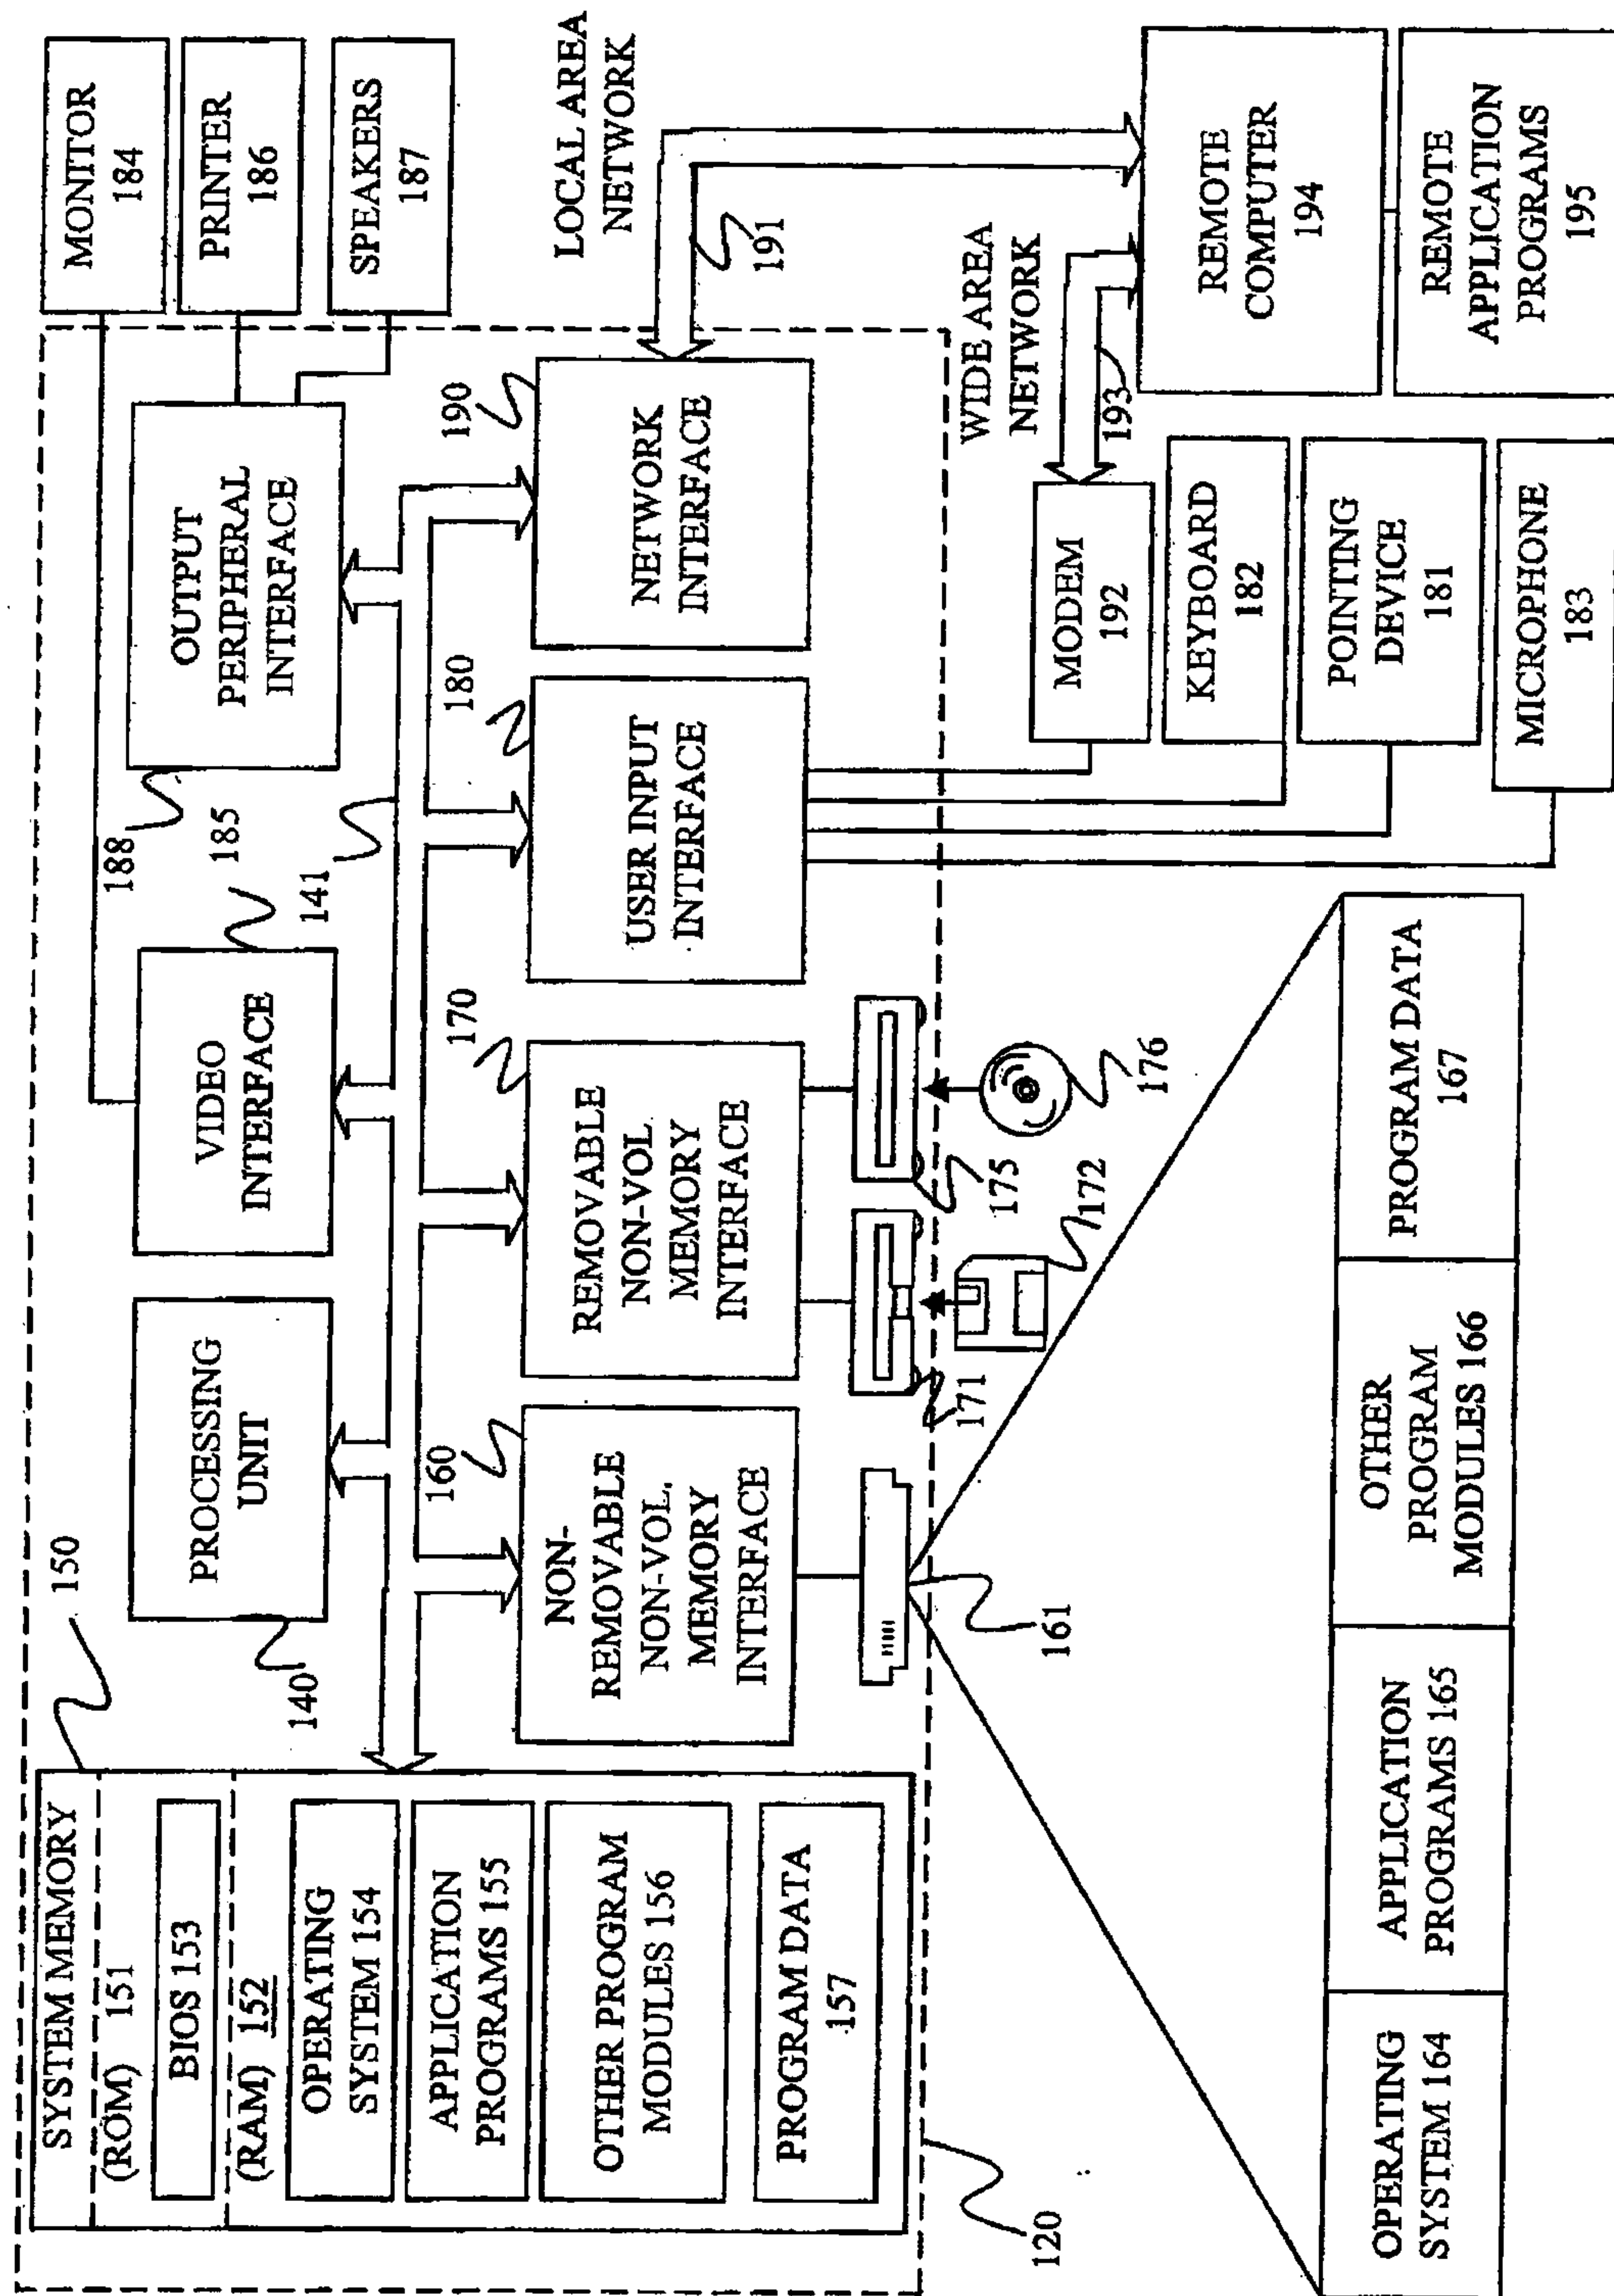 SYSTEM MEMORY
(ROM) 151
BIOS 153
(RAM) 152
OPERATING
SYSTEM 154
APPLICATION
PROGRAMS 155
OTHER PROGRAM
MODULES 156
PROGRAM DATA
157
150
120
PROCESSING
UNIT
140
VIDEO
INTERFACE
185
188
141
OUTPUT
PERIPHERAL
INTERFACE
MONITOR
184
PRINTER
186
SPEAKERS
187
160
NON-
REMOVABLE
NON-VOL.
MEMORY
INTERFACE
170
REMOVABLE
NON-VOL
MEMORY
INTERFACE
180
USER INPUT
INTERFACE
190
NETWORK
INTERFACE
LOCAL AREA
NETWORK
191
161
171
172
175
176
WIDE AREA
NETWORK
193
MODEM
192
KEYBOARD
182
POINTING
DEVICE
181
MICROPHONE
183
REMOTE
COMPUTER
194
REMOTE
APPLICATION
PROGRAMS
195
OPERATING
SYSTEM 164
APPLICATION
PROGRAMS 165
OTHER
PROGRAM
MODULES 166
PROGRAM DATA
167